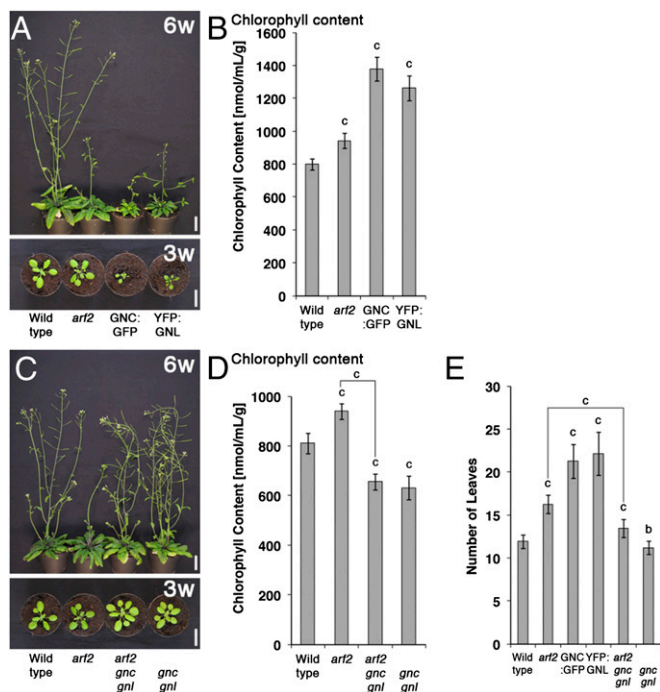 A
6w
3w
Wild type
arf2
GNC: GFP
YFP: GNL
B
Chlorophyll content
Chlorophyll Content [nmol/mL/g]
1600
1400
1200
1000
800
600
400
200
0
c
c
c
Wild type
arf2
GNC :GFP
YFP: GNL
C
6w
3w
Wild type
arf2
arf2 gnc gnl
gnc gnl
D
Chlorophyll content
Chlorophyll Content [nmol/mL/g]
1000
800
600
400
200
0
c
c
c
c
Wild type
arf2
arf2 gnc gnl
gnc gnl
E
Number of Leaves
30
25
20
15
10
5
0
c
c
c
c
c
b
Wild type
arf2
GNC :GFP
YFP: GNL
arf2 gnc gnl
gnc gnl